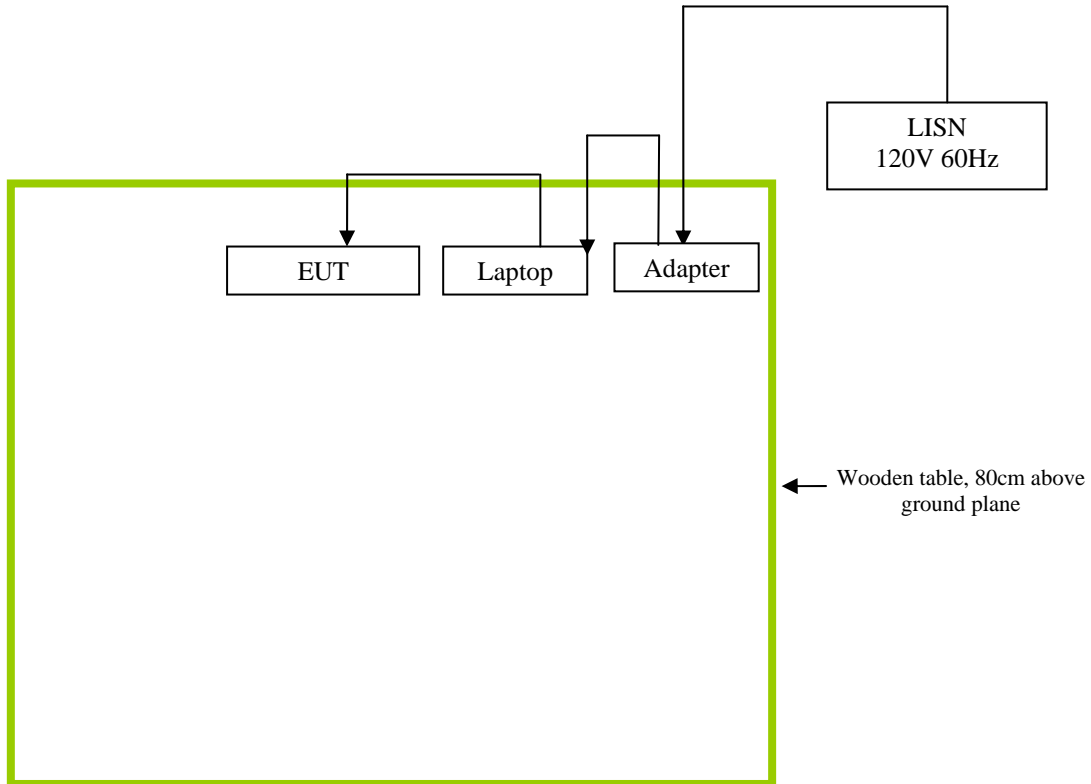 LISN
120V 60Hz
EUT
Laptop
Adapter
Wooden table, 80cm above
ground plane